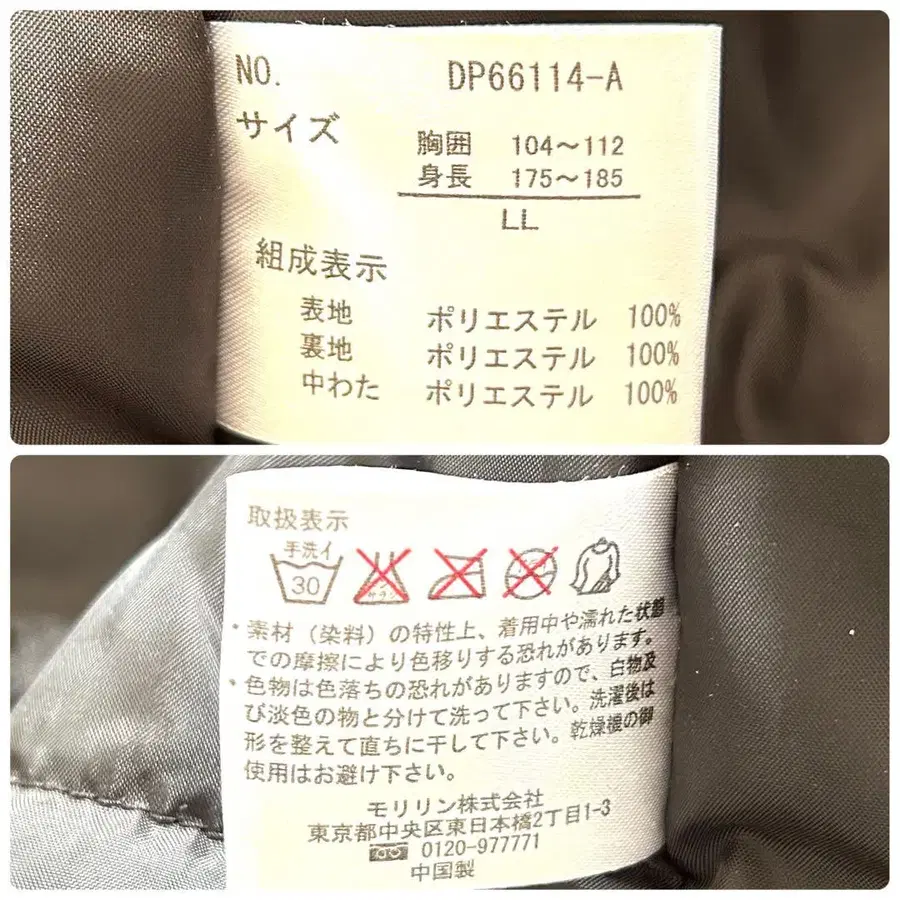 NO. DP66114-A
サイズ
胸囲 104～112
身長 175～185
LL
組成表示
表地 ポリエステル 100%
裏地 ポリエステル 100%
中わた ポリエステル 100%
取扱表示
手洗イ
30
エンソ
サラシ
・素材（染料）の特性上、着用中や濡れた状態
での摩擦により色移りする恐れがあります。
・色物は色落ちの恐れがありますので、白物及
び淡色の物と分けて洗って下さい。洗濯後は
形を整えて直ちに干して下さい。乾燥機の御
使用はお避け下さい。
モリリン株式会社
東京都中央区東日本橋2丁目1-3
0120-977771
中国製